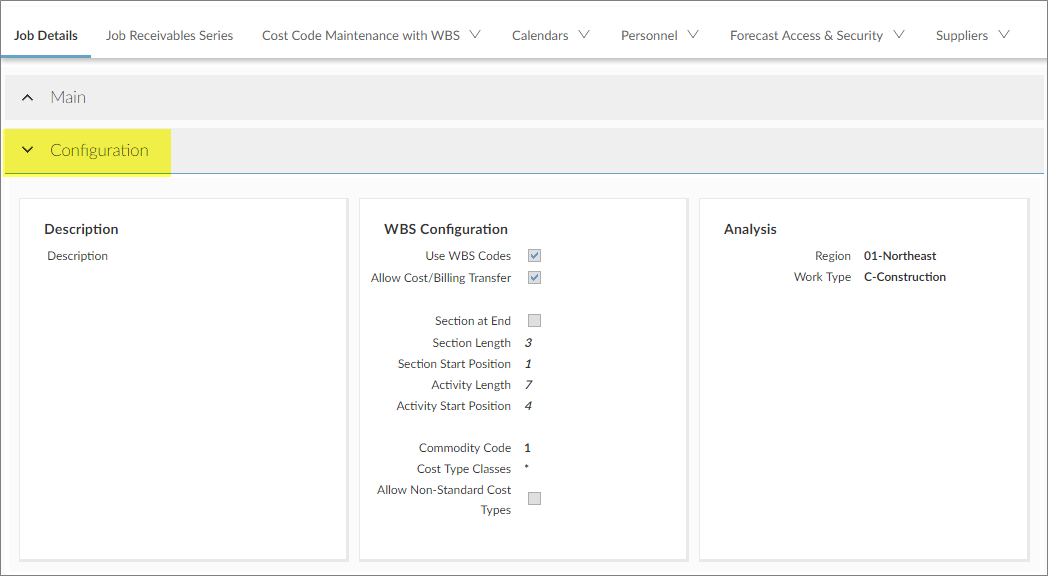 Job Details Job Receivables Series Cost Code Maintenance with WBS Calendars Personnel Forecast Access & Security Suppliers
Main
Configuration
Description
Description
WBS Configuration
Use WBS Codes
Allow Cost/Billing Transfer
Section at End
Section Length 3
Section Start Position 1
Activity Length 7
Activity Start Position 4
Commodity Code 1
Cost Type Classes *
Allow Non-Standard Cost
Types
Analysis
Region 01-Northeast
Work Type C-Construction